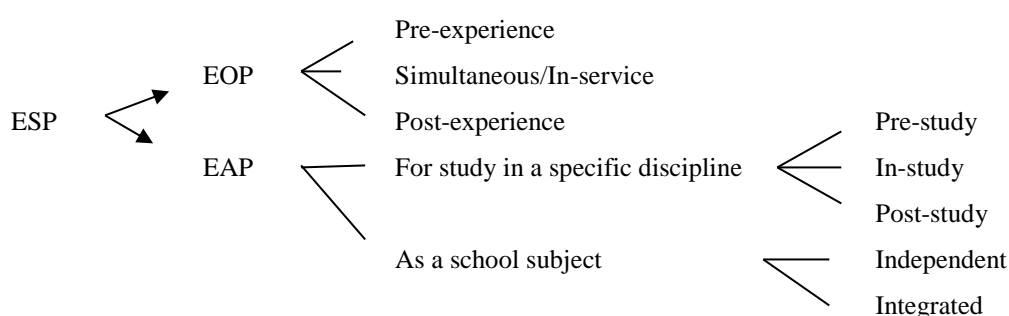 Pre-experience
EOP Simultaneous/In-service
ESP Post-experience Pre-study
EAP For study in a specific discipline In-study
Post-study
As a school subject Independent
Integrated